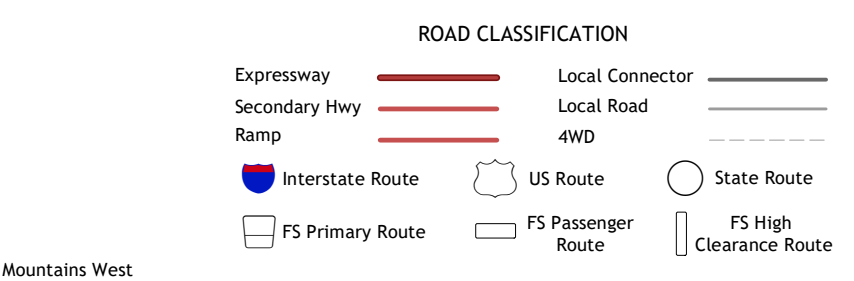 ROAD CLASSIFICATION
Expressway
Local Connector
Secondary Hwy
Local Road
Ramp
4WD
Interstate Route
US Route
State Route
FS Primary Route
FS Passenger
Route
FS High
Clearance Route
Mountains West